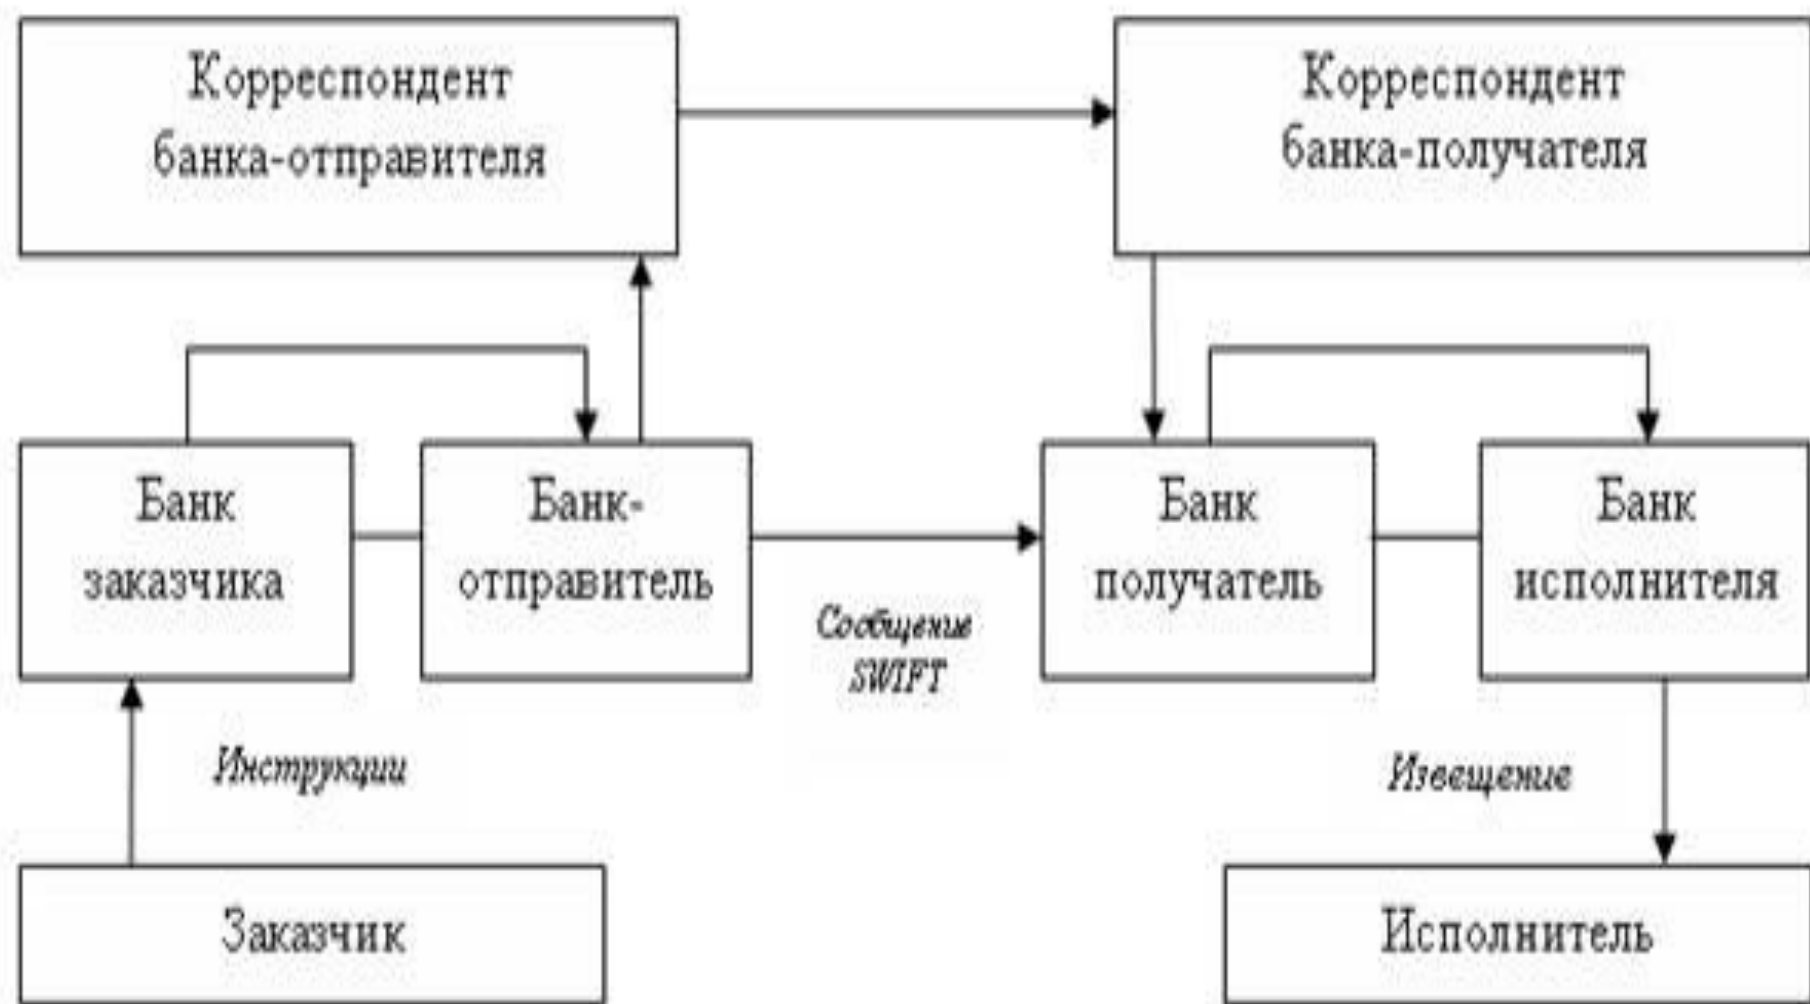 Корреспондент
банка-отправителя
Корреспондент
банка-получателя
Банк
заказчика
Банк-
отправитель
Сообщение
SWIFT
Банк
получатель
Банк
исполнителя
Инструкции
Извещение
Заказчик
Исполнитель